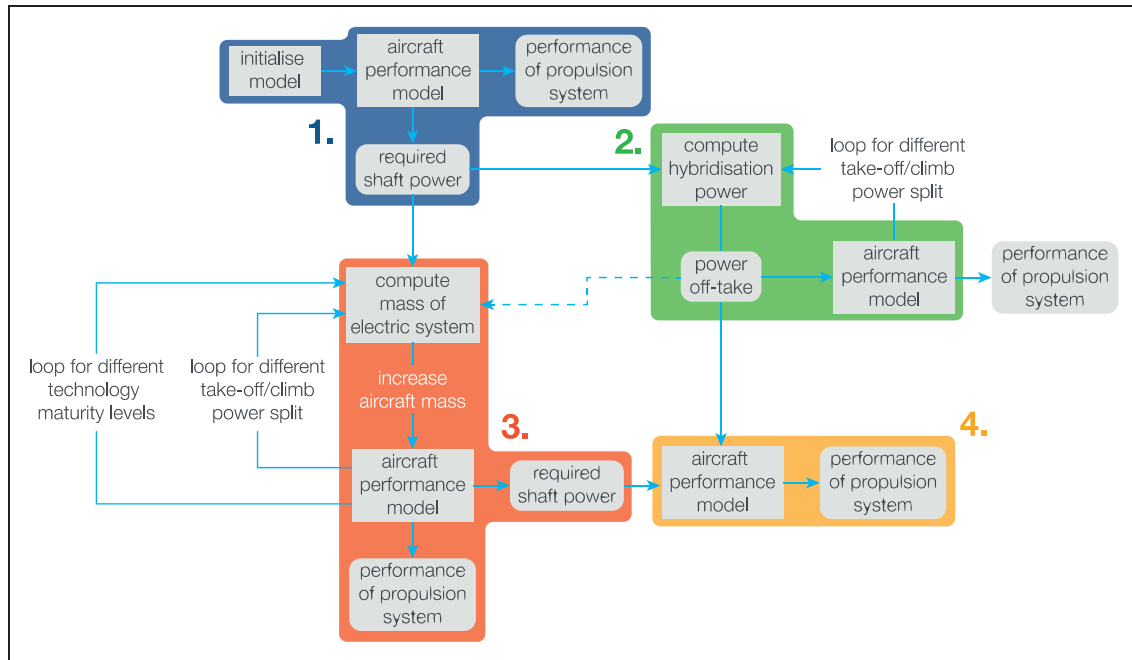 initialise
model
aircraft
performance
model
performance
of propulsion
system
1.
required
shaft power
2.
compute
hybridisation
power
loop for different
take-off/climb
power split
power
off-take
aircraft
performance
model
performance
of propulsion
system
compute
mass of
electric system
loop for different
technology
maturity levels
loop for different
take-off/climb
power split
increase
aircraft mass
3.
aircraft
performance
model
required
shaft power
performance
of propulsion
system
4.
aircraft
performance
model
performance
of propulsion
system